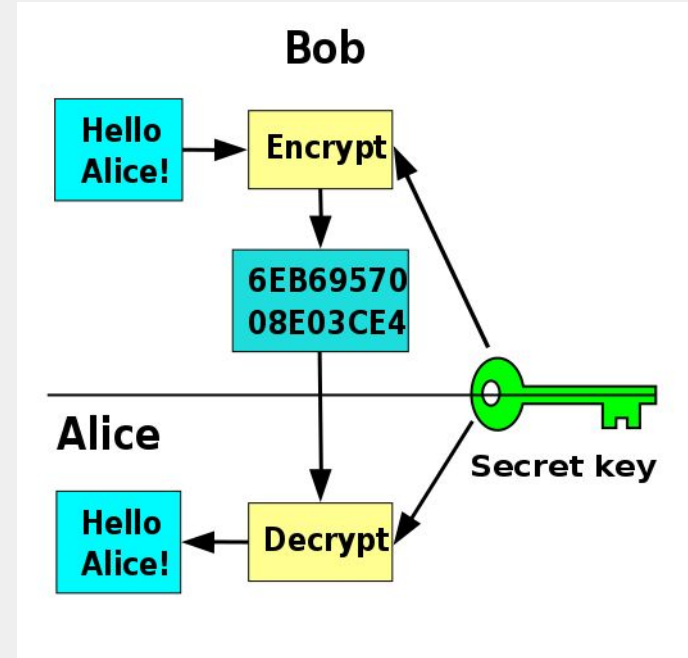 Bob
Hello
Alice!
Encrypt
6EB69570
08E03CE4
Alice
Secret key
Hello
Alice!
Decrypt